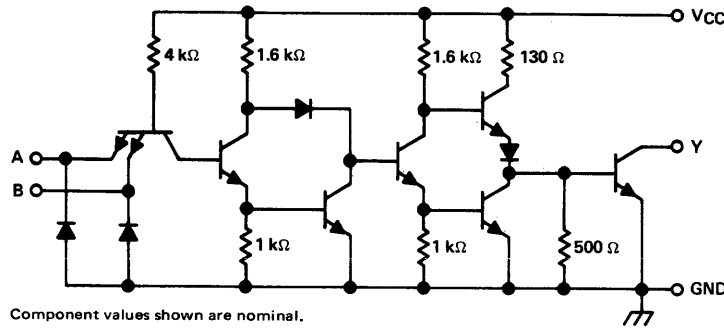 VCC
4 kΩ 1.6 kΩ 1.6 kΩ 130 Ω
A
Y
B
1 kΩ 1 kΩ 500 Ω
GND
Component values shown are nominal.